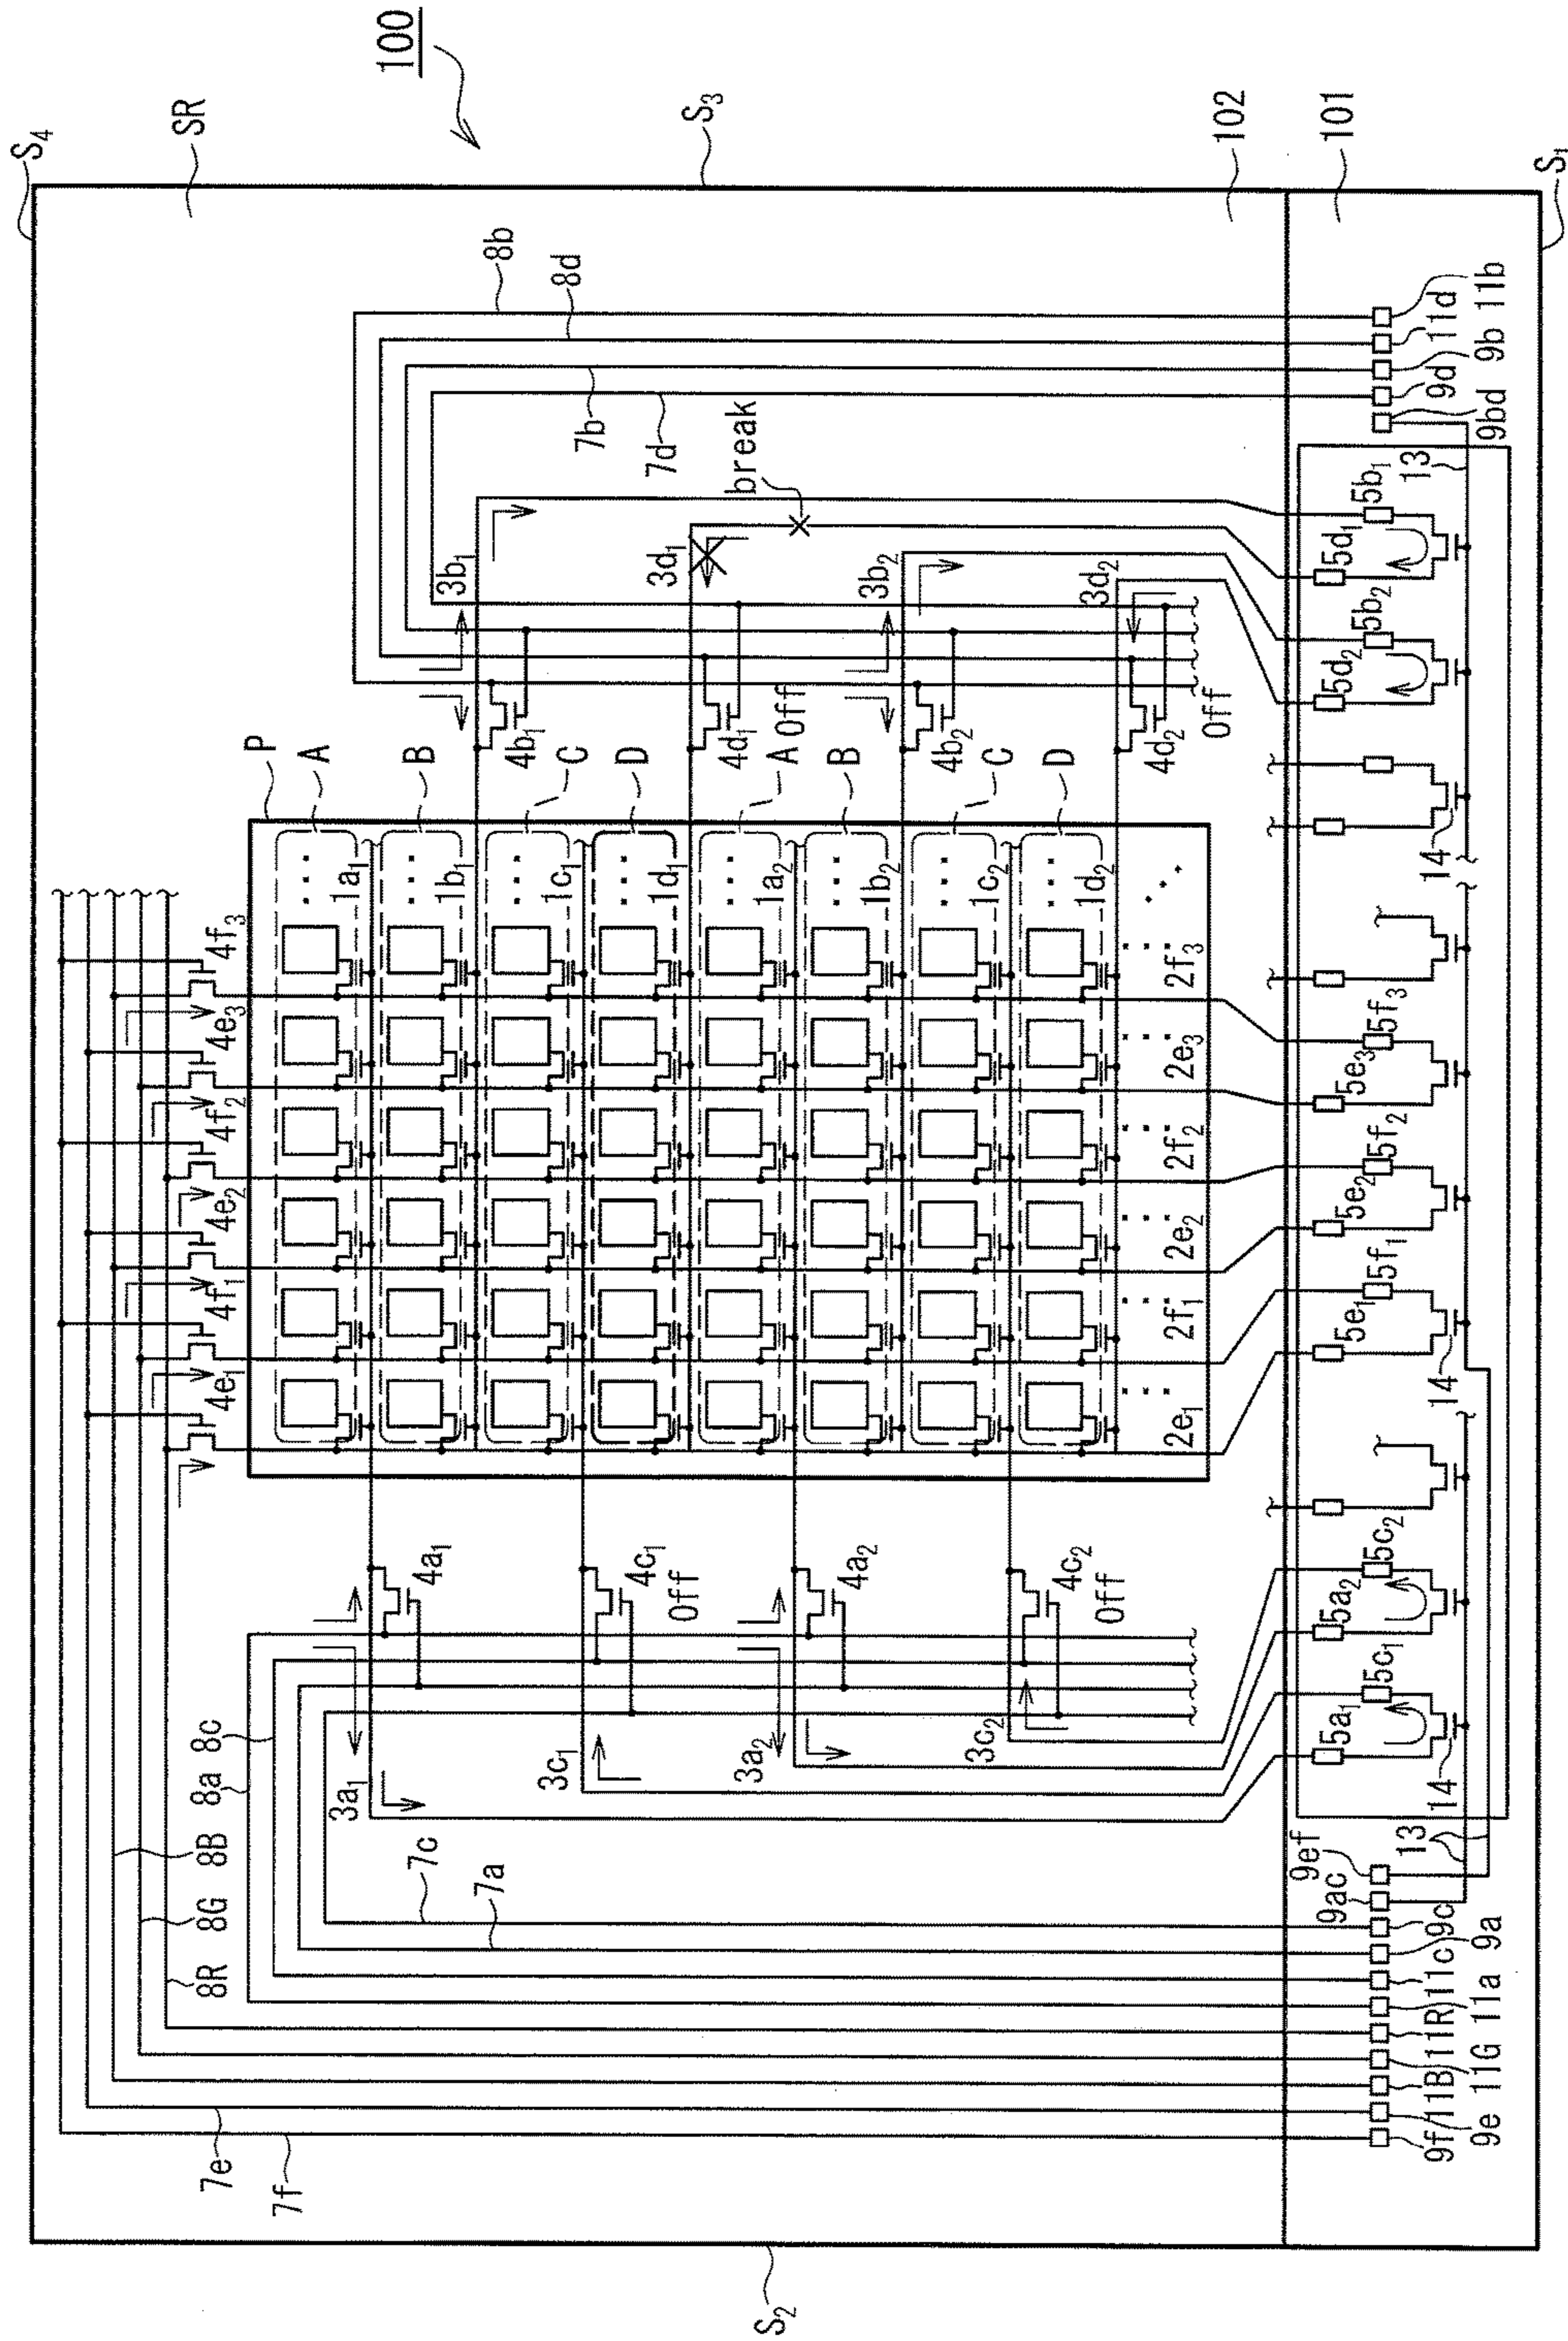 100
S4
SR
S3
102
101
S1
8b
8d
7b
7d
break
3b1
3d1
3b2
3d2
4b1
4d1
Off
4b2
4d2
Off
11b
11d
9b
9d
9bd
13
5b1
5d1
5b2
5d2
14
P
A
B
C
D
A
B
C
D
1a1
1b1
1c1
1d1
1a2
1b2
1c2
1d2
4f3
4e3
4f2
4e2
4f1
4e1
2f3
2e3
2f2
2e2
2f1
2e1
5f3
5e3
5f2
5e2
5f1
5e1
14
4a1
4c1
Off
4a2
4c2
Off
5c2
5a2
5c1
5a1
14
3a1
3c1
3a2
3c2
8c
8a
8B
8G
8R
7c
7a
7e
7f
13
9ef
9ac
9c
9a
11c
11a
11R
11G
11B
9e
9f
S2